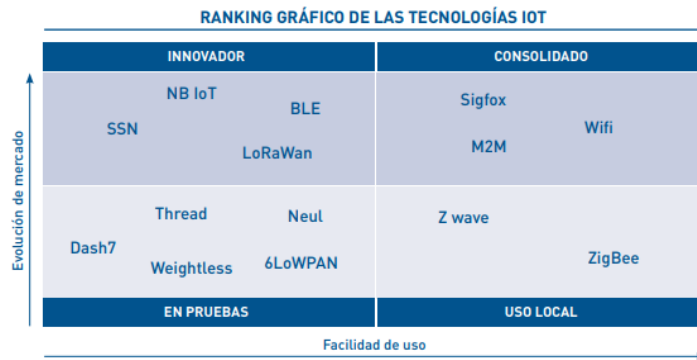 RANKING GRÁFICO DE LAS TECNOLOGÍAS IOT
INNOVADOR
CONSOLIDADO
NB IoT
BLE
SSN
LoRaWan
Sigfox
Wifi
M2M
Thread
Neul
Dash7
Weightless
6LoWPAN
Z wave
ZigBee
EN PRUEBAS
USO LOCAL
Evolución de mercado
Facilidad de uso